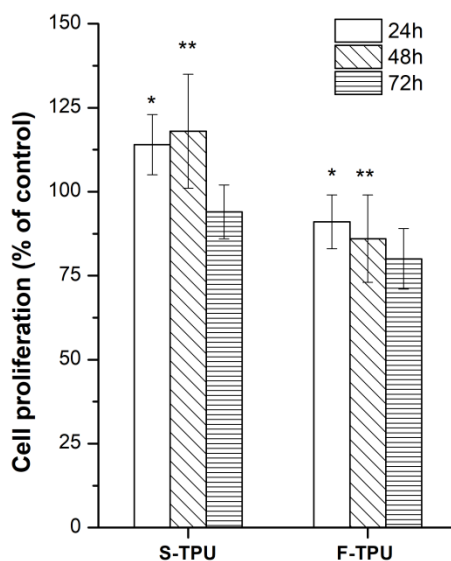 Cell proliferation (% of control)
150
125
100
75
50
25
0
24h
48h
72h
*
**
*
**
S-TPU
F-TPU